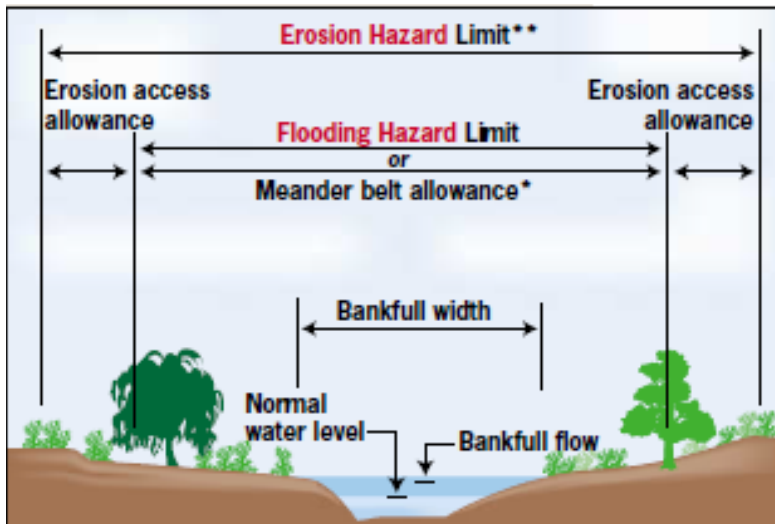 Erosion Hazard Limit**
Erosion access
allowance
Erosion access
allowance
Flooding Hazard Limit
or
Meander belt allowance*
Bankfull width
Normal
water level
Bankfull flow